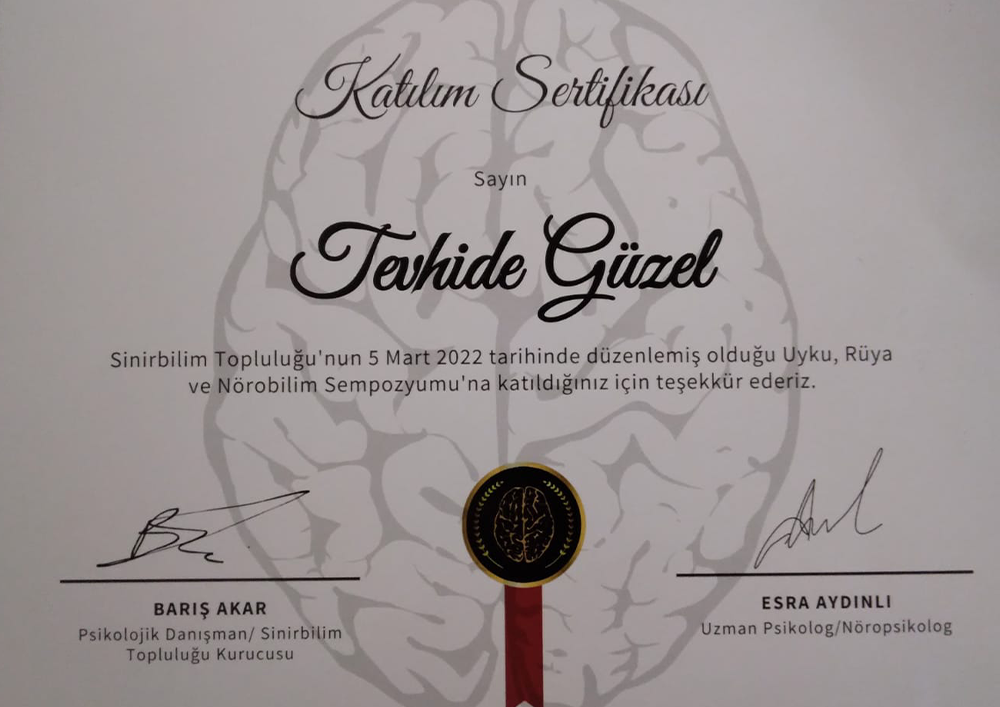 Katılım Sertifikası
Sayın
Tevhide Güzel
Sinirbilim Topluluğu'nun 5 Mart 2022 tarihinde düzenlemiş olduğu Uyku, Rüya
ve Nörobilim Sempozyumu'na katıldığınız için teşekkür ederiz.
BARIŞ AKAR
Psikolojik Danışman/ Sinirbilim
Topluluğu Kurucusu
ESRA AYDINLI
Uzman Psikolog/Nöropsikolog